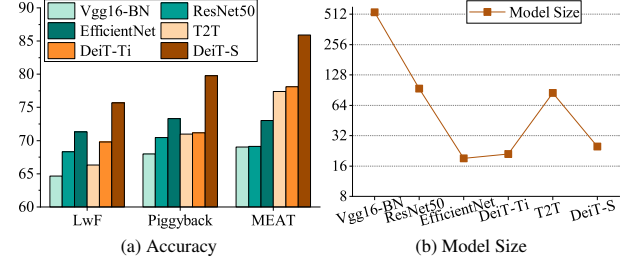 90
85
80
75
70
65
60
Vgg16-BN ResNet50
EfficientNet T2T
DeiT-Ti DeiT-S
LwF Piggyback MEAT
(a) Accuracy
512
256
128
64
32
16
8
Model Size
Vgg16-BN ResNet50 EfficientNet DeiT-Ti T2T DeiT-S
(b) Model Size